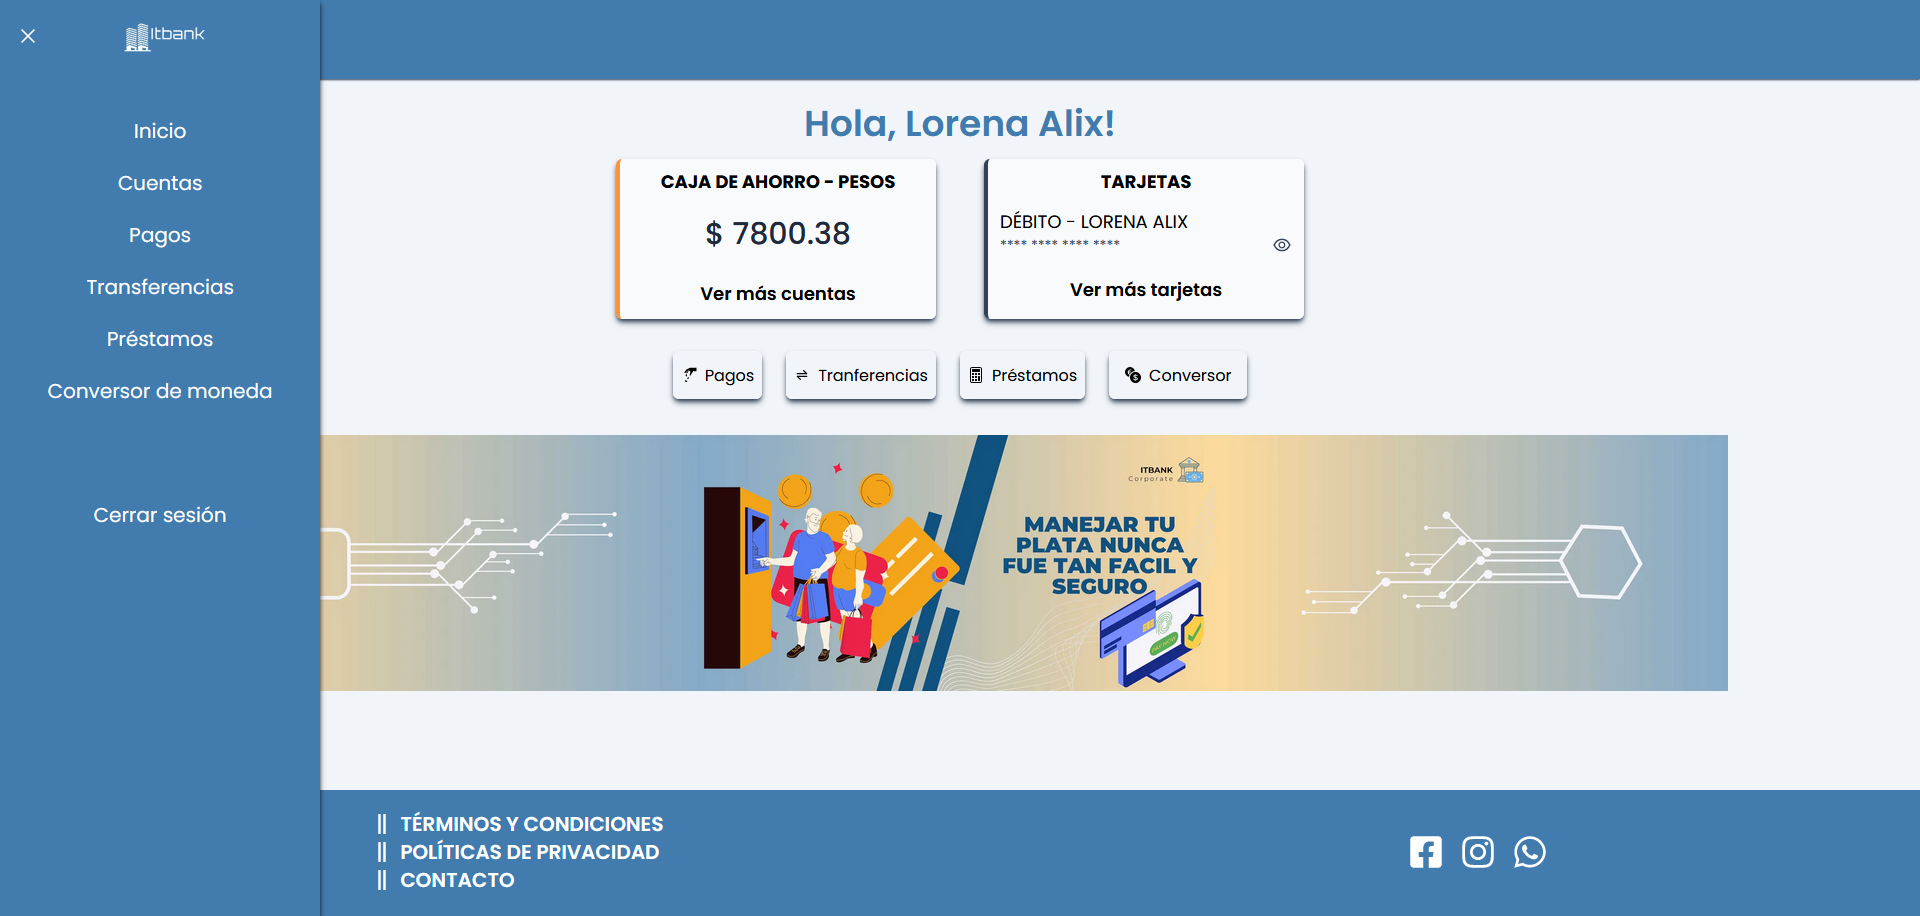 Itbank
Inicio
Cuentas
Pagos
Transferencias
Préstamos
Conversor de moneda
Cerrar sesión
Hola, Lorena Alix!
CAJA DE AHORRO - PESOS
$ 7800.38
Ver más cuentas
TARJETAS
DÉBITO - LORENA ALIX
**** **** **** ****
Ver más tarjetas
Pagos
Tranferencias
Préstamos
Conversor
ITBANK
Corporate
MANEJAR TU
PLATA NUNCA
FUE TAN FACIL Y
SEGURO
|| TÉRMINOS Y CONDICIONES
|| POLÍTICAS DE PRIVACIDAD
|| CONTACTO